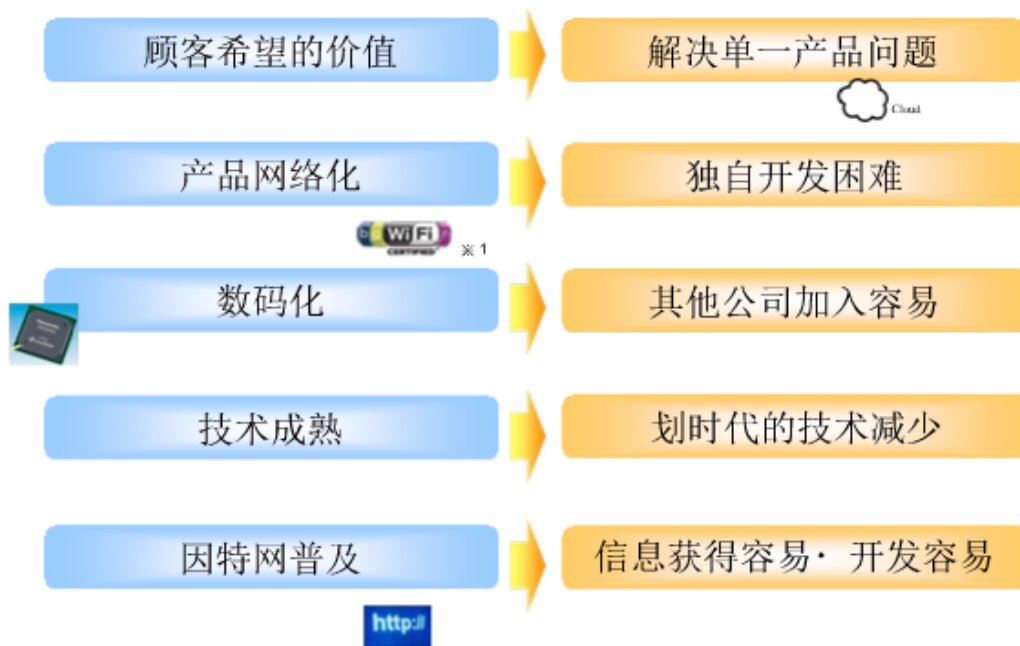 顾客希望的价值
解决单一产品问题
Cloud
产品网络化
独自开发困难
Wi Fi
CERTIFIED
※ 1
数码化
其他公司加入容易
Panasonic
技术成熟
划时代的技术减少
因特网普及
信息获得容易·开发容易
http://